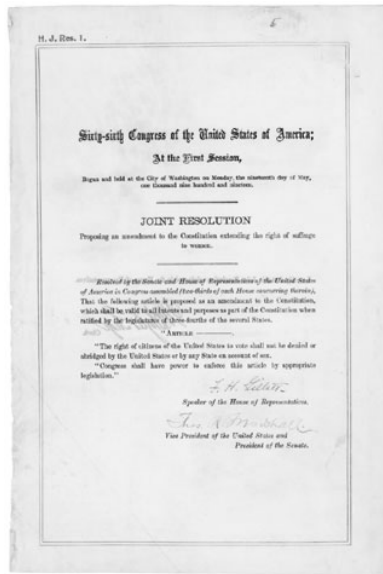 5
H. J. Res. 1.
Sixty-sixth Congress of the United States of America;
At the First Session,
Begun and held at the City of Washington on Monday, the nineteenth day of May,
one thousand nine hundred and nineteen.
JOINT RESOLUTION
Proposing an amendment to the Constitution extending the right of suffrage
to women.
Resolved by the Senate and House of Representatives of the United States
of America in Congress assembled (two-thirds of each House concurring therein),
That the following article is proposed as an amendment to the Constitution,
which shall be valid to all intents and purposes as part of the Constitution when
ratified by the legislatures of three-fourths of the several States.
"ARTICLE ————.
"The right of citizens of the United States to vote shall not be denied or
abridged by the United States or by any State on account of sex.
"Congress shall have power to enforce this article by appropriate
legislation."
F. H. Gillett.
Speaker of the House of Representatives.
Thos. R. Marshall.
Vice President of the United States and
President of the Senate.